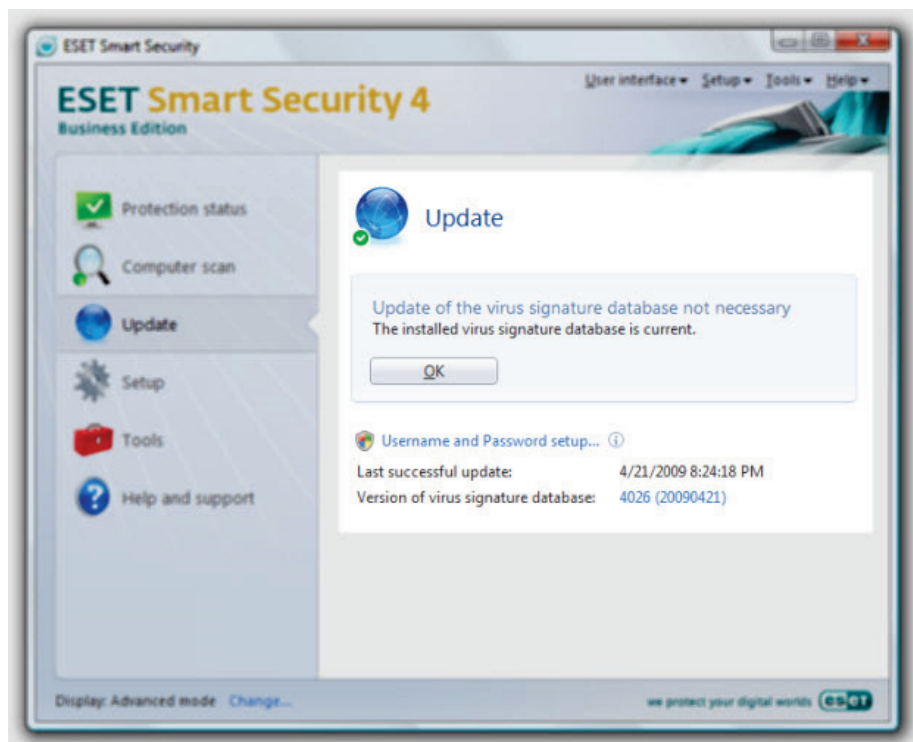 ESET Smart Security
User interface Setup Tools Help
ESET Smart Security 4
Business Edition
Protection status
Computer scan
Update
Setup
Tools
Help and support
Update
Update of the virus signature database not necessary
The installed virus signature database is current.
OK
Username and Password setup...
Last successful update: 4/21/2009 8:24:18 PM
Version of virus signature database: 4026 (20090421)
Display: Advanced mode Change...
we protect your digital worlds eseT